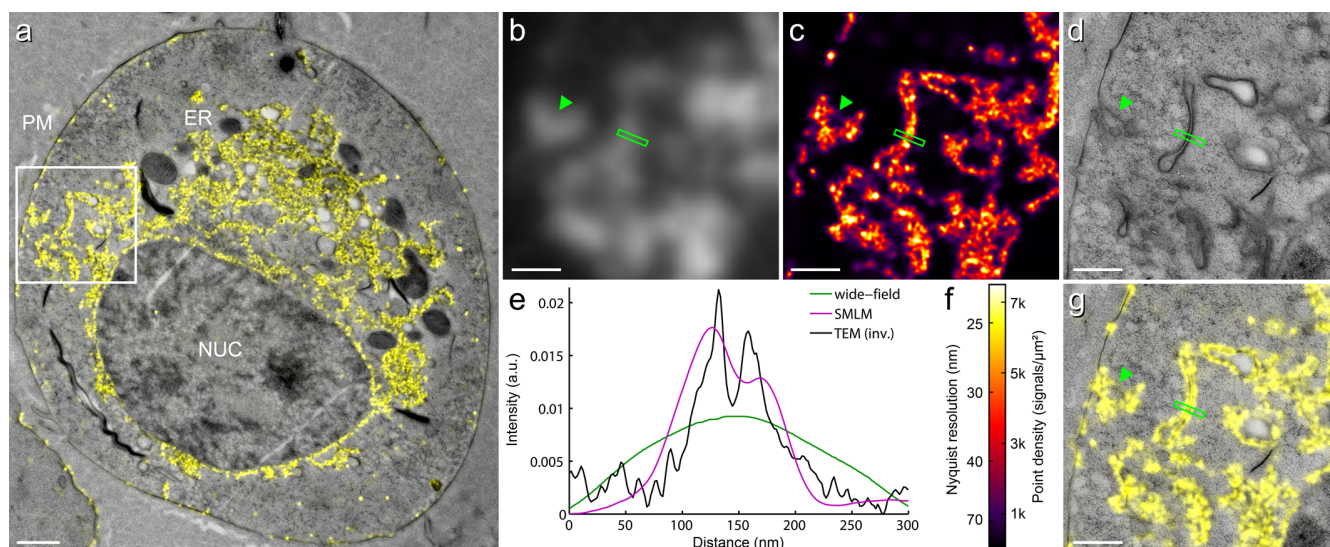 a
PM
ER
NUC
b
c
d
e
wide–field
SMLM
TEM (inv.)
Intensity (a.u.)
0.02
0.015
0.01
0.005
0
0
50
100
150
200
250
300
Distance (nm)
f
Nyquist resolution (nm)
25
30
40
70
7k
5k
3k
1k
Point density (signals/µm²)
g